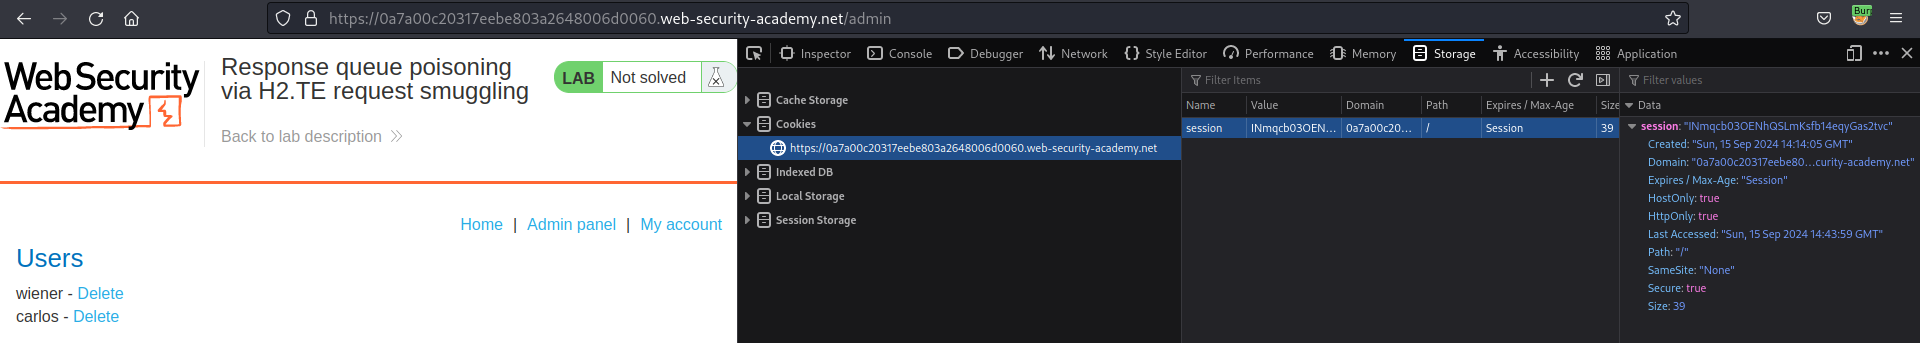 https://0a7a00c20317eebe803a2648006d0060.web-security-academy.net/admin
Burp
Web Security
Academy
Response queue poisoning
via H2.TE request smuggling
Back to lab description
LAB Not solved
Home | Admin panel | My account
Users
wiener - Delete
carlos - Delete
Inspector Console Debugger Network Style Editor Performance Memory Storage Accessibility Application
Cache Storage
Cookies
https://0a7a00c20317eebe803a2648006d0060.web-security-academy.net
Indexed DB
Local Storage
Session Storage
Filter Items
Name Value Domain Path Expires / Max-Age Size
session INmqcb03OEN... 0a7a00c20... / Session 39
Filter values
Data
session: "INmqcb03OENhQSLmKsfb14eqyGas2tvc"
Created: "Sun, 15 Sep 2024 14:14:05 GMT"
Domain: "0a7a00c20317eebe80...curity-academy.net"
Expires / Max-Age: "Session"
HostOnly: true
HttpOnly: true
Last Accessed: "Sun, 15 Sep 2024 14:43:59 GMT"
Path: "/"
SameSite: "None"
Secure: true
Size: 39